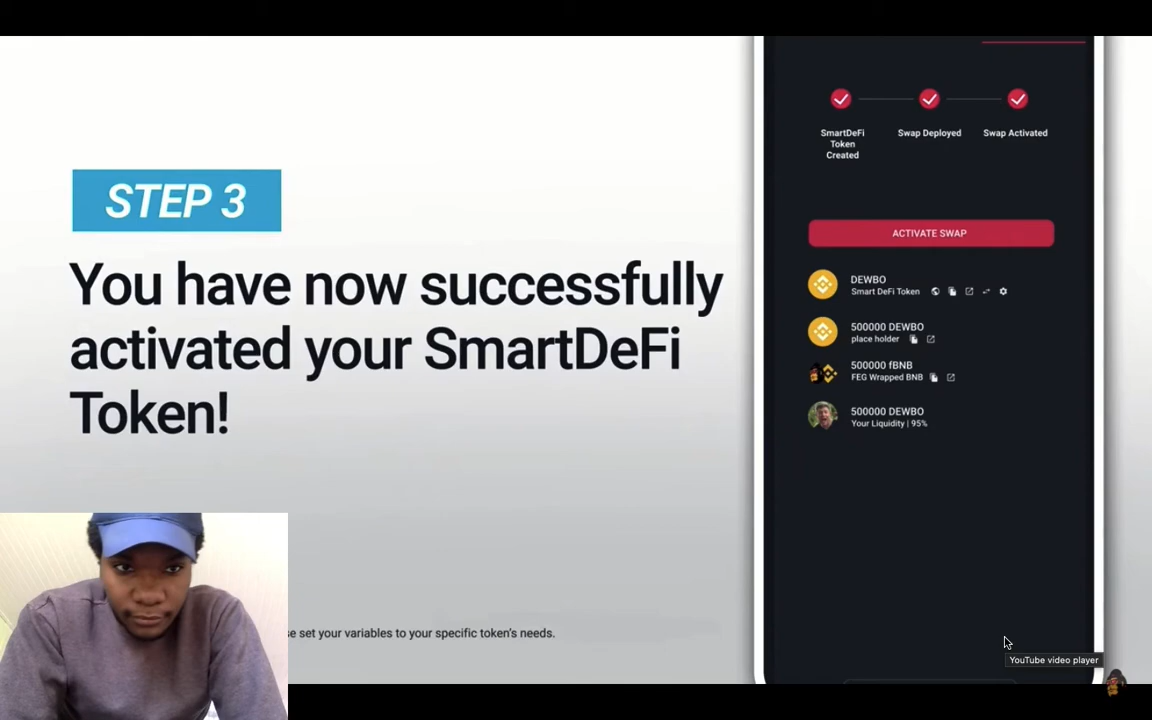 STEP 3
You have now successfully
activated your SmartDeFi
Token!
se set your variables to your specific token's needs.
SmartDeFi
Token
Created
Swap Deployed
Swap Activated
ACTIVATE SWAP
DEWBO
Smart DeFi Token
500000 DEWBO
place holder
500000 fBNB
FEG Wrapped BNB
500000 DEWBO
Your Liquidity | 95%
YouTube video player